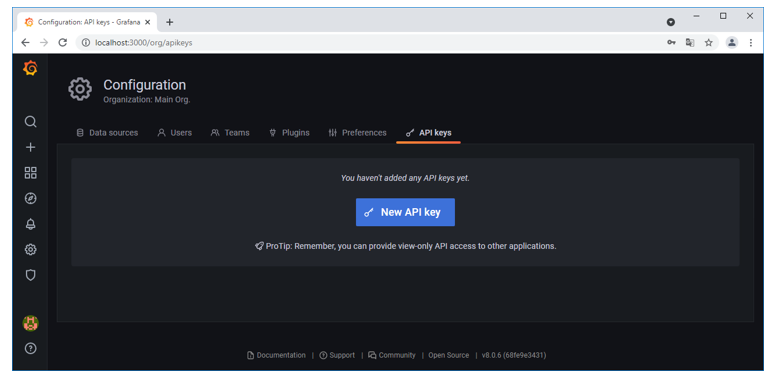 Configuration: API keys - Grafana
localhost:3000/org/apikeys
Configuration
Organization: Main Org.
Data sources Users Teams Plugins Preferences API keys
You haven't added any API keys yet.
New API key
ProTip: Remember, you can provide view-only API access to other applications.
Documentation | Support | Community | Open Source | v8.0.6 (68fe9e3431)